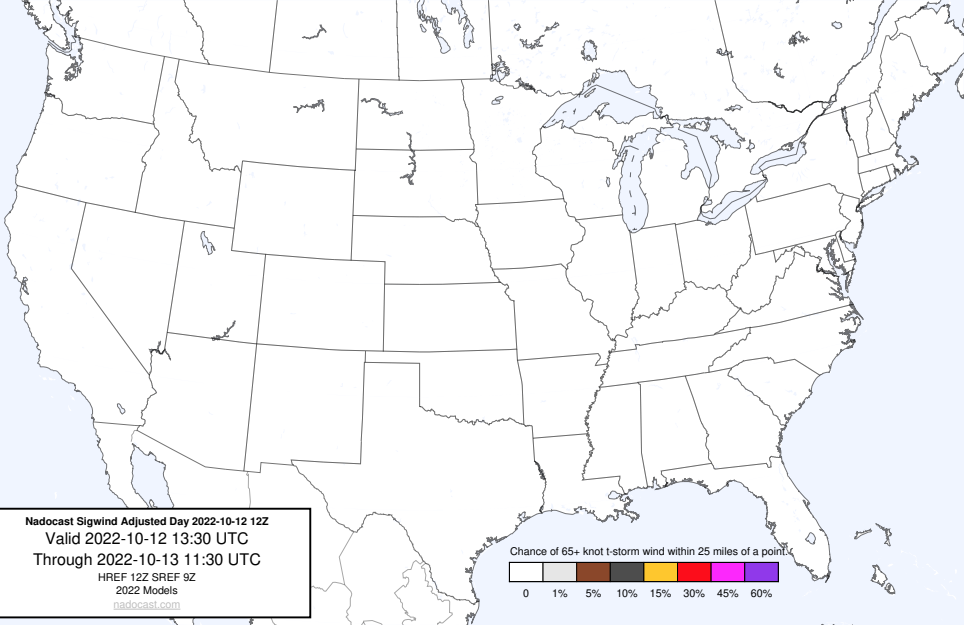 Nadocast Sigwind Adjusted Day 2022-10-12 12Z
Valid 2022-10-12 13:30 UTC
Through 2022-10-13 11:30 UTC
HREF 12Z SREF 9Z
2022 Models
nadocast.com
Chance of 65+ knot t-storm wind within 25 miles of a point.
0 1% 5% 10% 15% 30% 45% 60%